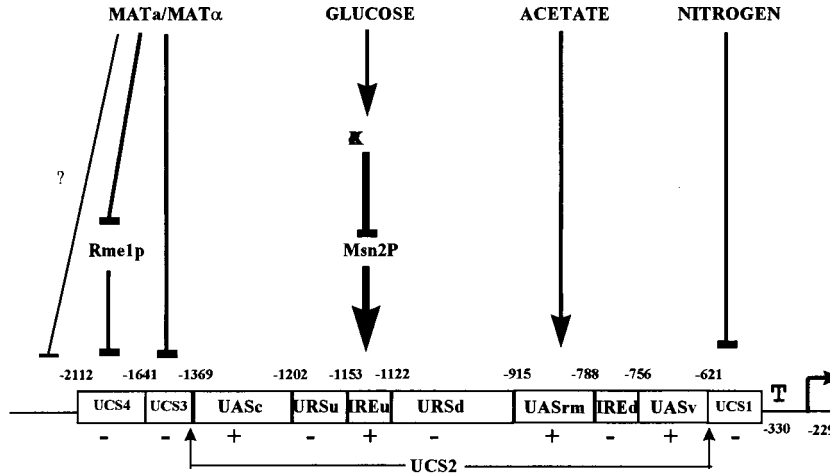 MATa/MATα GLUCOSE ACETATE NITROGEN
?
Rme1p Msn2P
-2112 -1641 -1369 -1202 -1153 -1122 -915 -788 -756 -621
UCS4 UCS3 UASc URSu IREu URSd UASrm IREd UASv UCS1 T
-330 -229
- - + - + - + - + -
UCS2